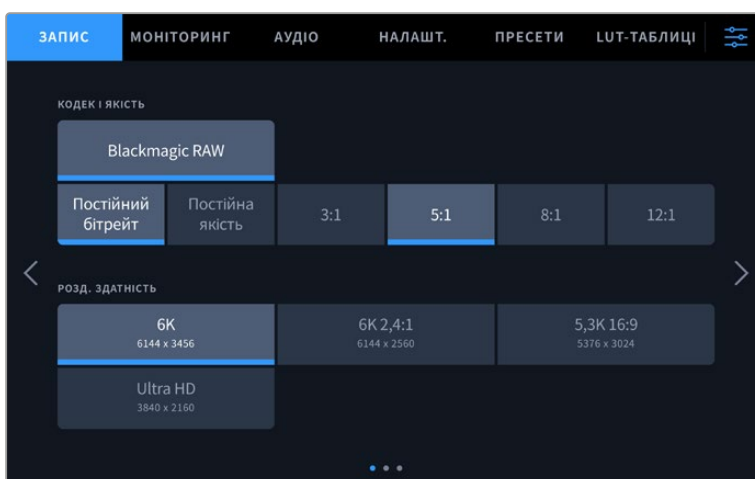 ЗАПИС МОНІТОРИНГ АУДІО НАЛАШТ. ПРЕСЕТИ LUT-ТАБЛИЦІ
КОДЕК І ЯКІСТЬ
Blackmagic RAW
Постійний бітрейт Постійна якість 3:1 5:1 8:1 12:1
РОЗД. ЗДАТНІСТЬ
6K 6K 2,4:1 5,3K 16:9
6144 x 3456 6144 x 2560 5376 x 3024
Ultra HD
3840 x 2160